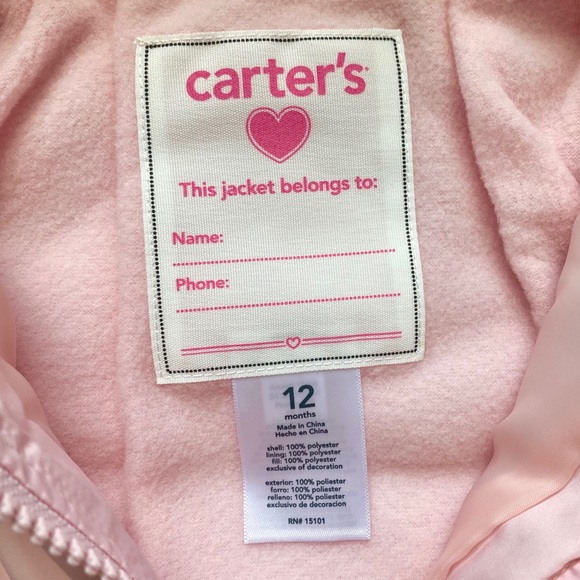 carter's
This jacket belongs to:
Name:
Phone:
12
months
Made in China
Hecho en China
shell: 100% polyester
lining: 100% polyester
fill: 100% polyester
exclusive of decoration
exterior: 100% poliester
forro: 100% poliester
relleno: 100% poliester
exclusivo de decoracion
RN# 15101